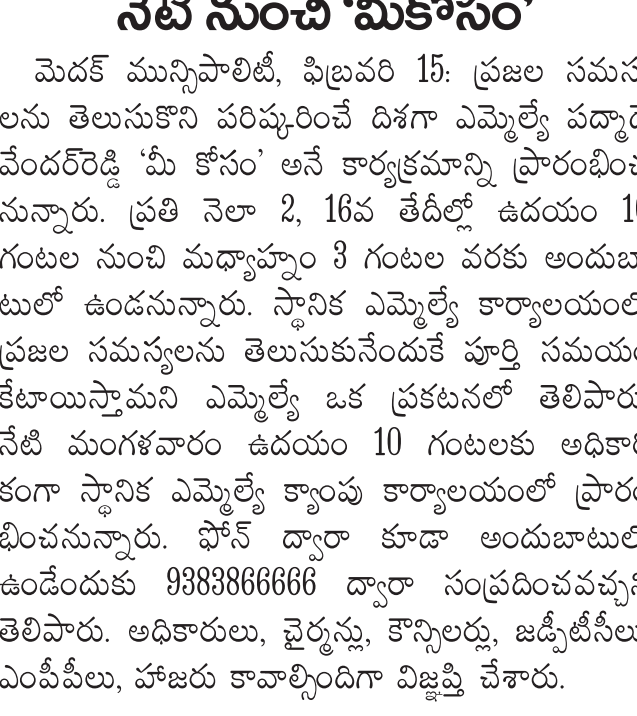 నేటి నుంచి ‘మీకోసం’
మెదక్ మున్సిపాలిటీ, ఫిబ్రవరి 15: ప్రజల
లను తెలుసుకొని పరిష్కరించే దిశగా ఎమ్మెల్యే
వేందర్‌రెడ్డి ‘మీ కోసం’ అనే కార్యక్రమాన్ని ప్రారంభించ
నున్నారు. ప్రతి నెలా 2, 16వ తేదీల్లో ఉదయం
గంటల నుంచి మధ్యాహ్నం 3 గంటల వరకు అందుబా
టులో ఉండనున్నారు. స్థానిక ఎమ్మెల్యే కార్యాలయంలో
ప్రజల సమస్యలను తెలుసుకునేందుకే పూర్తి సమయం
కేటాయిస్తామని ఎమ్మెల్యే ఒక ప్రకటనలో తెలిపారు.
నేటి మంగళవారం ఉదయం 10 గంటలకు అధికారి
కంగా స్థానిక ఎమ్మెల్యే క్యాంపు కార్యాలయంలో ప్రారం
భించనున్నారు. ఫోన్ ద్వారా కూడా అందుబాటులో
ఉండేందుకు 9383866666 ద్వారా సంప్రదించవచ్చని
తెలిపారు. అధికారులు, చైర్మన్లు, కౌన్సిలర్లు, జడ్పీటీసీలు,
ఎంపీపీలు, హాజరు కావాల్సిందిగా విజ్ఞప్తి చేశారు.